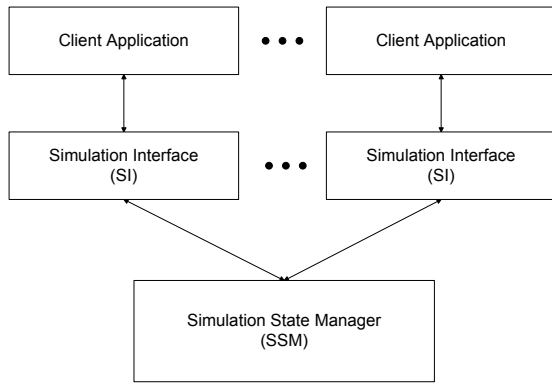 Client Application
Client Application
Simulation Interface
(SI)
Simulation Interface
(SI)
Simulation State Manager
(SSM)